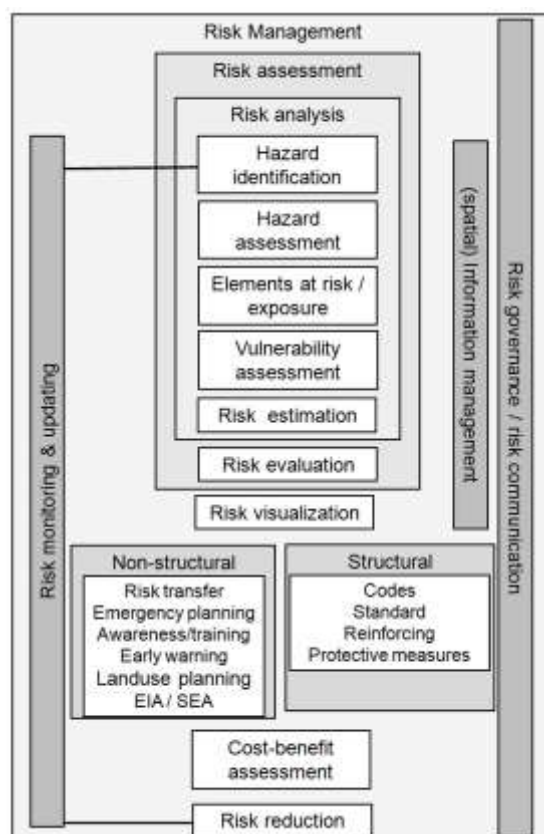 Risk Management
Risk assessment
Risk analysis
Hazard
identification
Hazard
assessment
Elements at risk /
exposure
Vulnerability
assessment
Risk estimation
Risk evaluation
Risk visualization
Non-structural
Risk transfer
Emergency planning
Awareness/training
Early warning
Landuse planning
EIA / SEA
Structural
Codes
Standard
Reinforcing
Protective measures
Cost-benefit
assessment
Risk reduction
Risk monitoring & updating
(spatial) Information management
Risk governance / risk communication